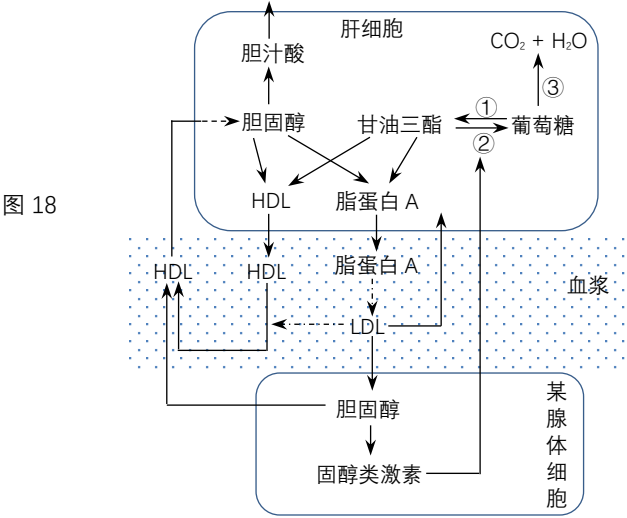 肝细胞
胆汁酸
CO₂ + H₂O
③
①
胆固醇
甘油三酯
葡萄糖
②
图 18
HDL
脂蛋白 A
HDL
HDL
脂蛋白 A
血浆
LDL
胆固醇
某腺体细胞
固醇类激素